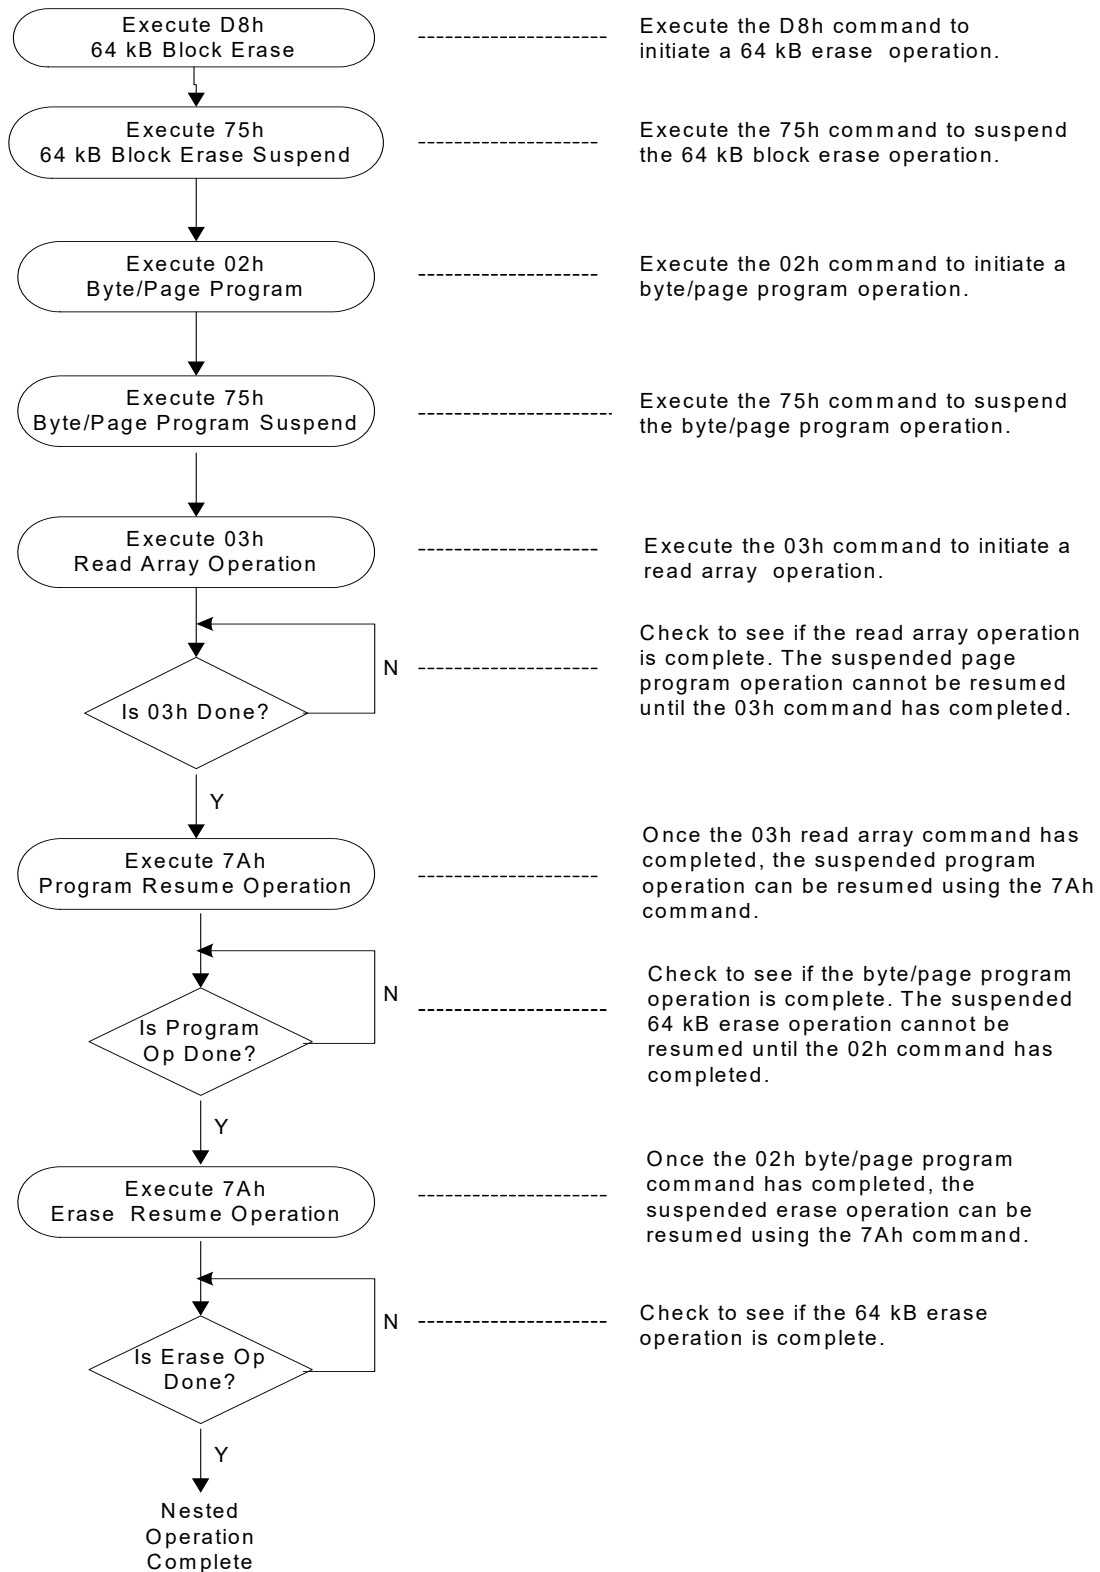 Execute D8h
64 kB Block Erase
Execute the D8h command to
initiate a 64 kB erase operation.
Execute 75h
64 kB Block Erase Suspend
Execute the 75h command to suspend
the 64 kB block erase operation.
Execute 02h
Byte/Page Program
Execute the 02h command to initiate a
byte/page program operation.
Execute 75h
Byte/Page Program Suspend
Execute the 75h command to suspend
the byte/page program operation.
Execute 03h
Read Array Operation
Execute the 03h command to initiate a
read array operation.
Is 03h Done?
N
Check to see if the read array operation
is complete. The suspended page
program operation cannot be resumed
until the 03h command has completed.
Y
Execute 7Ah
Program Resume Operation
Once the 03h read array command has
completed, the suspended program
operation can be resumed using the 7Ah
command.
Is Program
Op Done?
N
Check to see if the byte/page program
operation is complete. The suspended
64 kB erase operation cannot be
resumed until the 02h command has
completed.
Y
Execute 7Ah
Erase Resume Operation
Once the 02h byte/page program
command has completed, the
suspended erase operation can be
resumed using the 7Ah command.
Is Erase Op
Done?
N
Check to see if the 64 kB erase
operation is complete.
Y
Nested
Operation
Complete